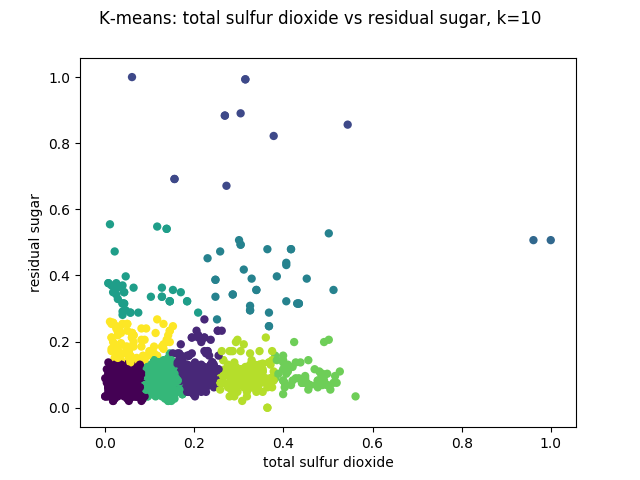 K-means: total sulfur dioxide vs residual sugar, k=10
1.0
0.8
0.6
0.4
0.2
0.0
residual sugar
0.0 0.2 0.4 0.6 0.8 1.0
total sulfur dioxide